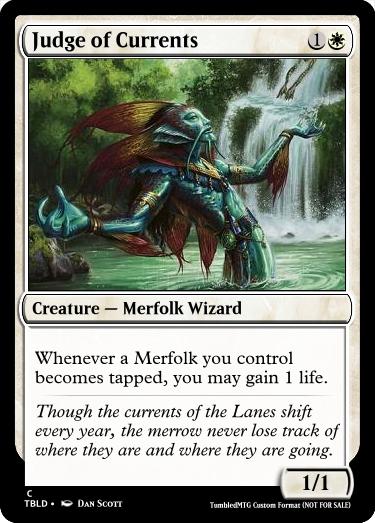 Judge of Currents 1
Creature — Merfolk Wizard
Whenever a Merfolk you control
becomes tapped, you may gain 1 life.
Though the currents of the Lanes shift
every year, the merrow never lose track of
where they are and where they are going.
1/1
C
TBLD • DAN SCOTT
TumbledMTG Custom Format (NOT FOR SALE)